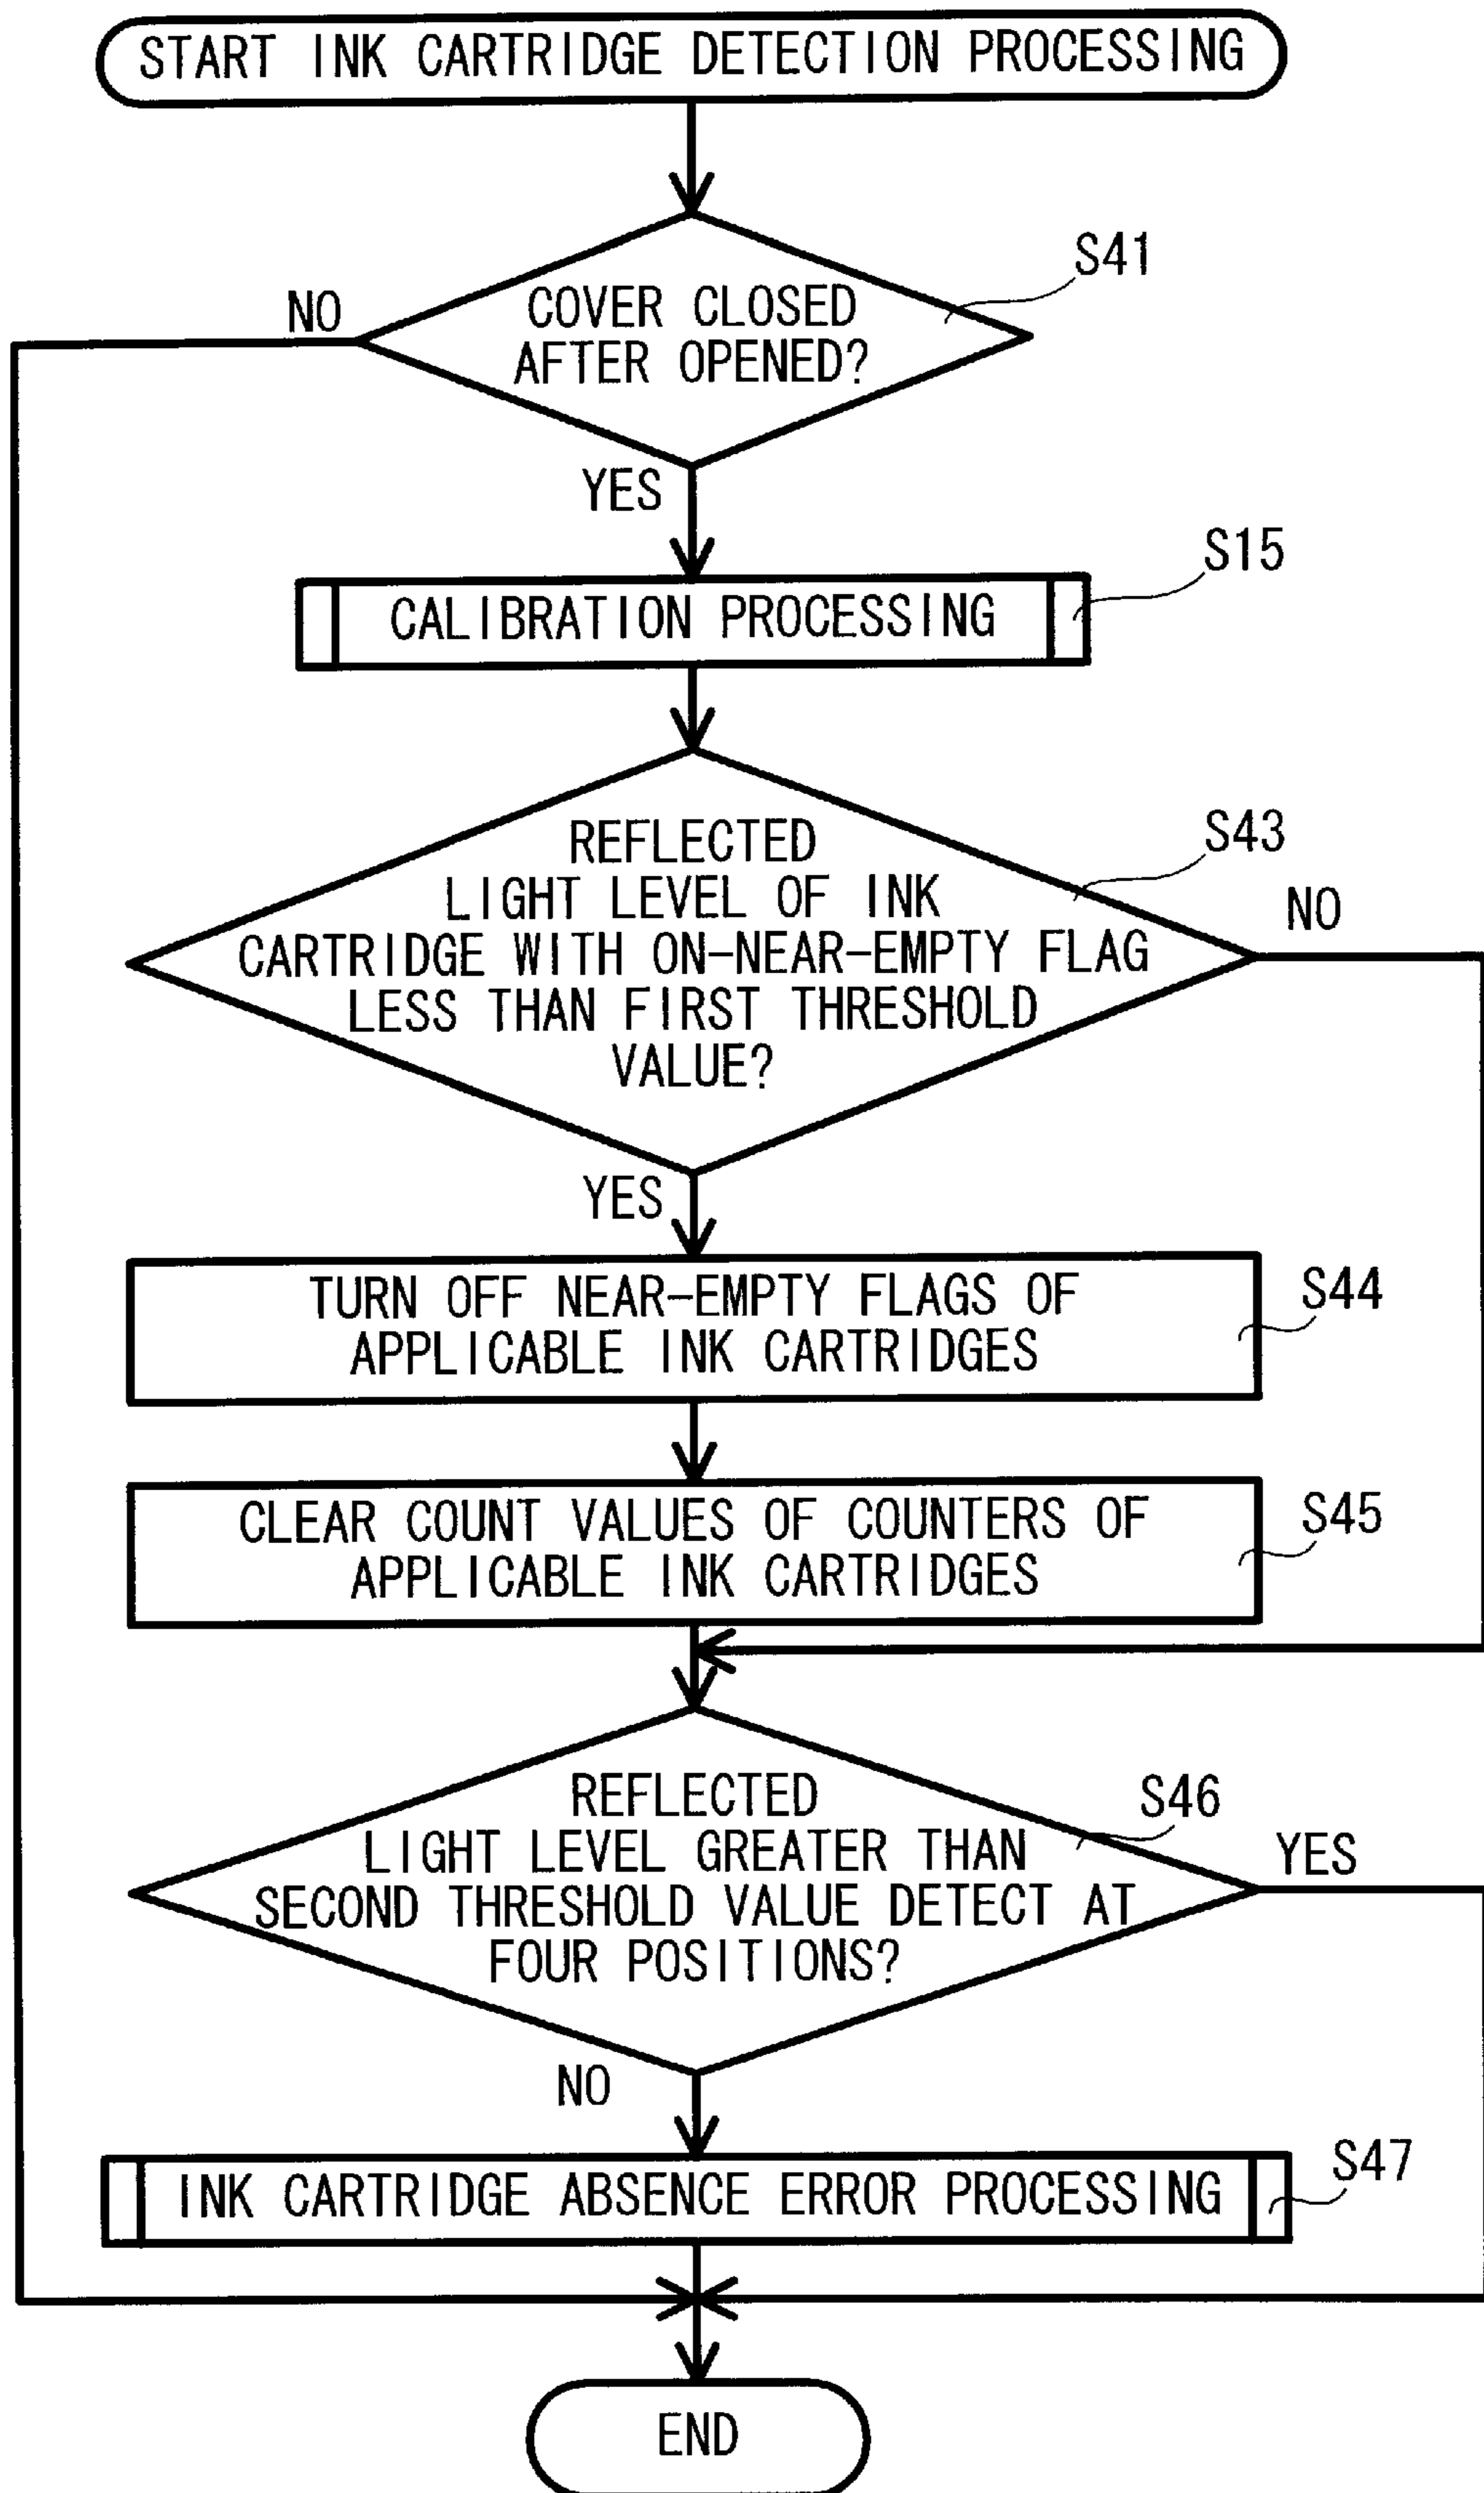 START INK CARTRIDGE DETECTION PROCESSING
S41
NO
COVER CLOSED
AFTER OPENED?
YES
S15
CALIBRATION PROCESSING
S43
REFLECTED
LIGHT LEVEL OF INK
NO
CARTRIDGE WITH ON-NEAR-EMPTY FLAG
LESS THAN FIRST THRESHOLD
VALUE?
YES
TURN OFF NEAR-EMPTY FLAGS OF
APPLICABLE INK CARTRIDGES
S44
CLEAR COUNT VALUES OF COUNTERS OF
APPLICABLE INK CARTRIDGES
S45
REFLECTED
S46
LIGHT LEVEL GREATER THAN
YES
SECOND THRESHOLD VALUE DETECT AT
FOUR POSITIONS?
NO
S47
INK CARTRIDGE ABSENCE ERROR PROCESSING
END